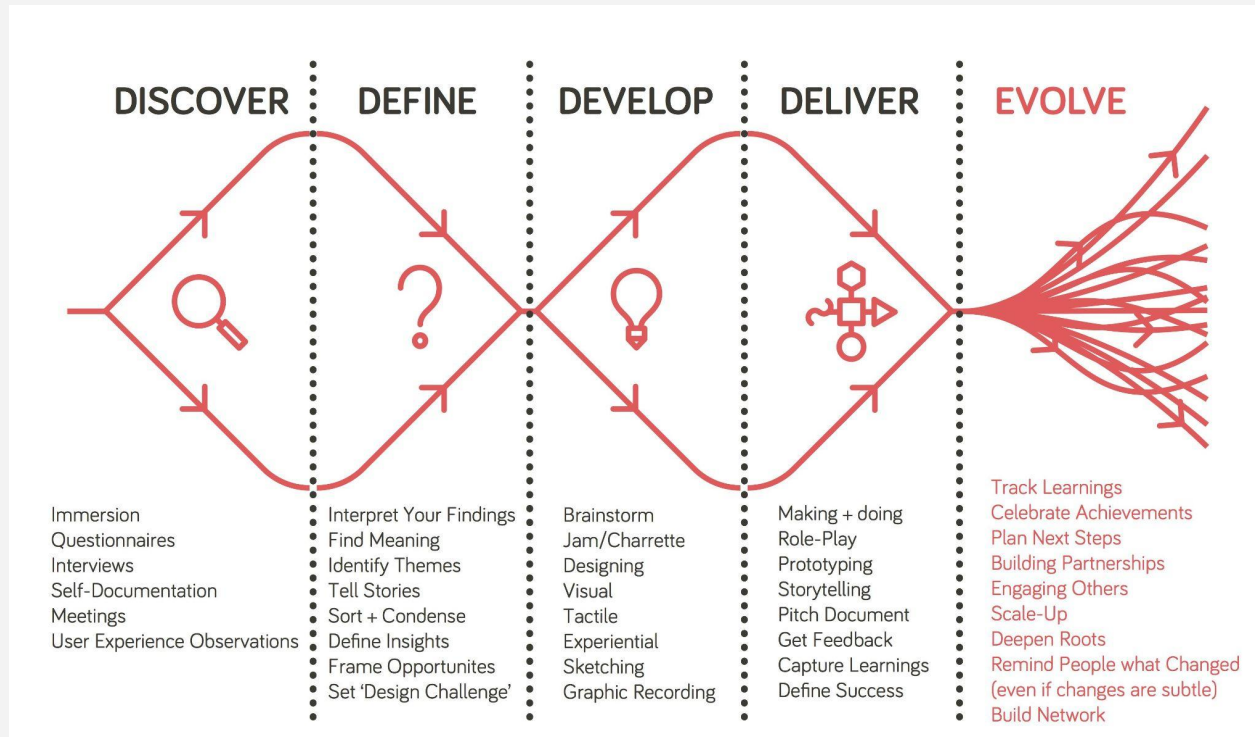 DISCOVER
DEFINE
DEVELOP
DELIVER
EVOLVE
Immersion
Questionnaires
Interviews
Self-Documentation
Meetings
User Experience Observations
Interpret Your Findings
Find Meaning
Identify Themes
Tell Stories
Sort + Condense
Define Insights
Frame Opportunites
Set ‘Design Challenge’
Brainstorm
Jam/Charrette
Designing
Visual
Tactile
Experiential
Sketching
Graphic Recording
Making + doing
Role-Play
Prototyping
Storytelling
Pitch Document
Get Feedback
Capture Learnings
Define Success
Track Learnings
Celebrate Achievements
Plan Next Steps
Building Partnerships
Engaging Others
Scale-Up
Deepen Roots
Remind People what Changed
(even if changes are subtle)
Build Network